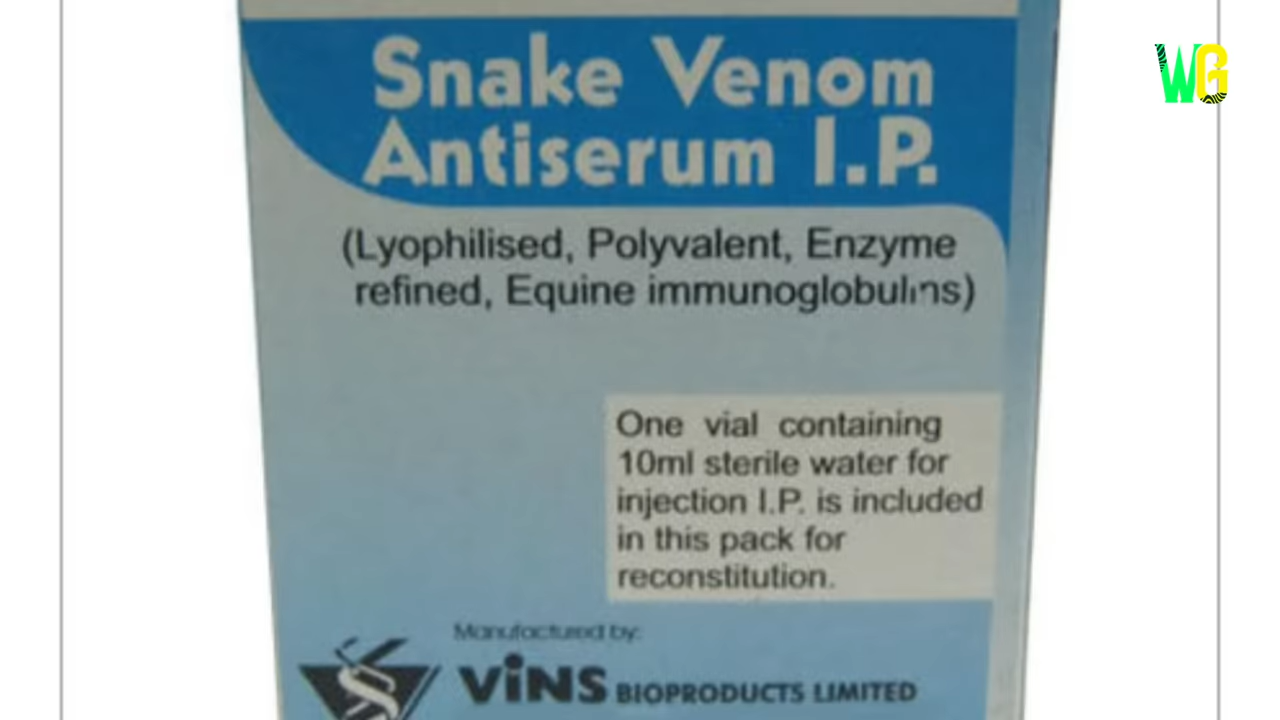 WG
Snake Venom
Antiserum I.P.
(Lyophilised, Polyvalent, Enzyme
refined, Equine immunoglobulins)
One vial containing
10ml sterile water for
injection I.P. is included
in this pack for
reconstitution.
Manufactured by:
ViNS BIOPRODUCTS LIMITED